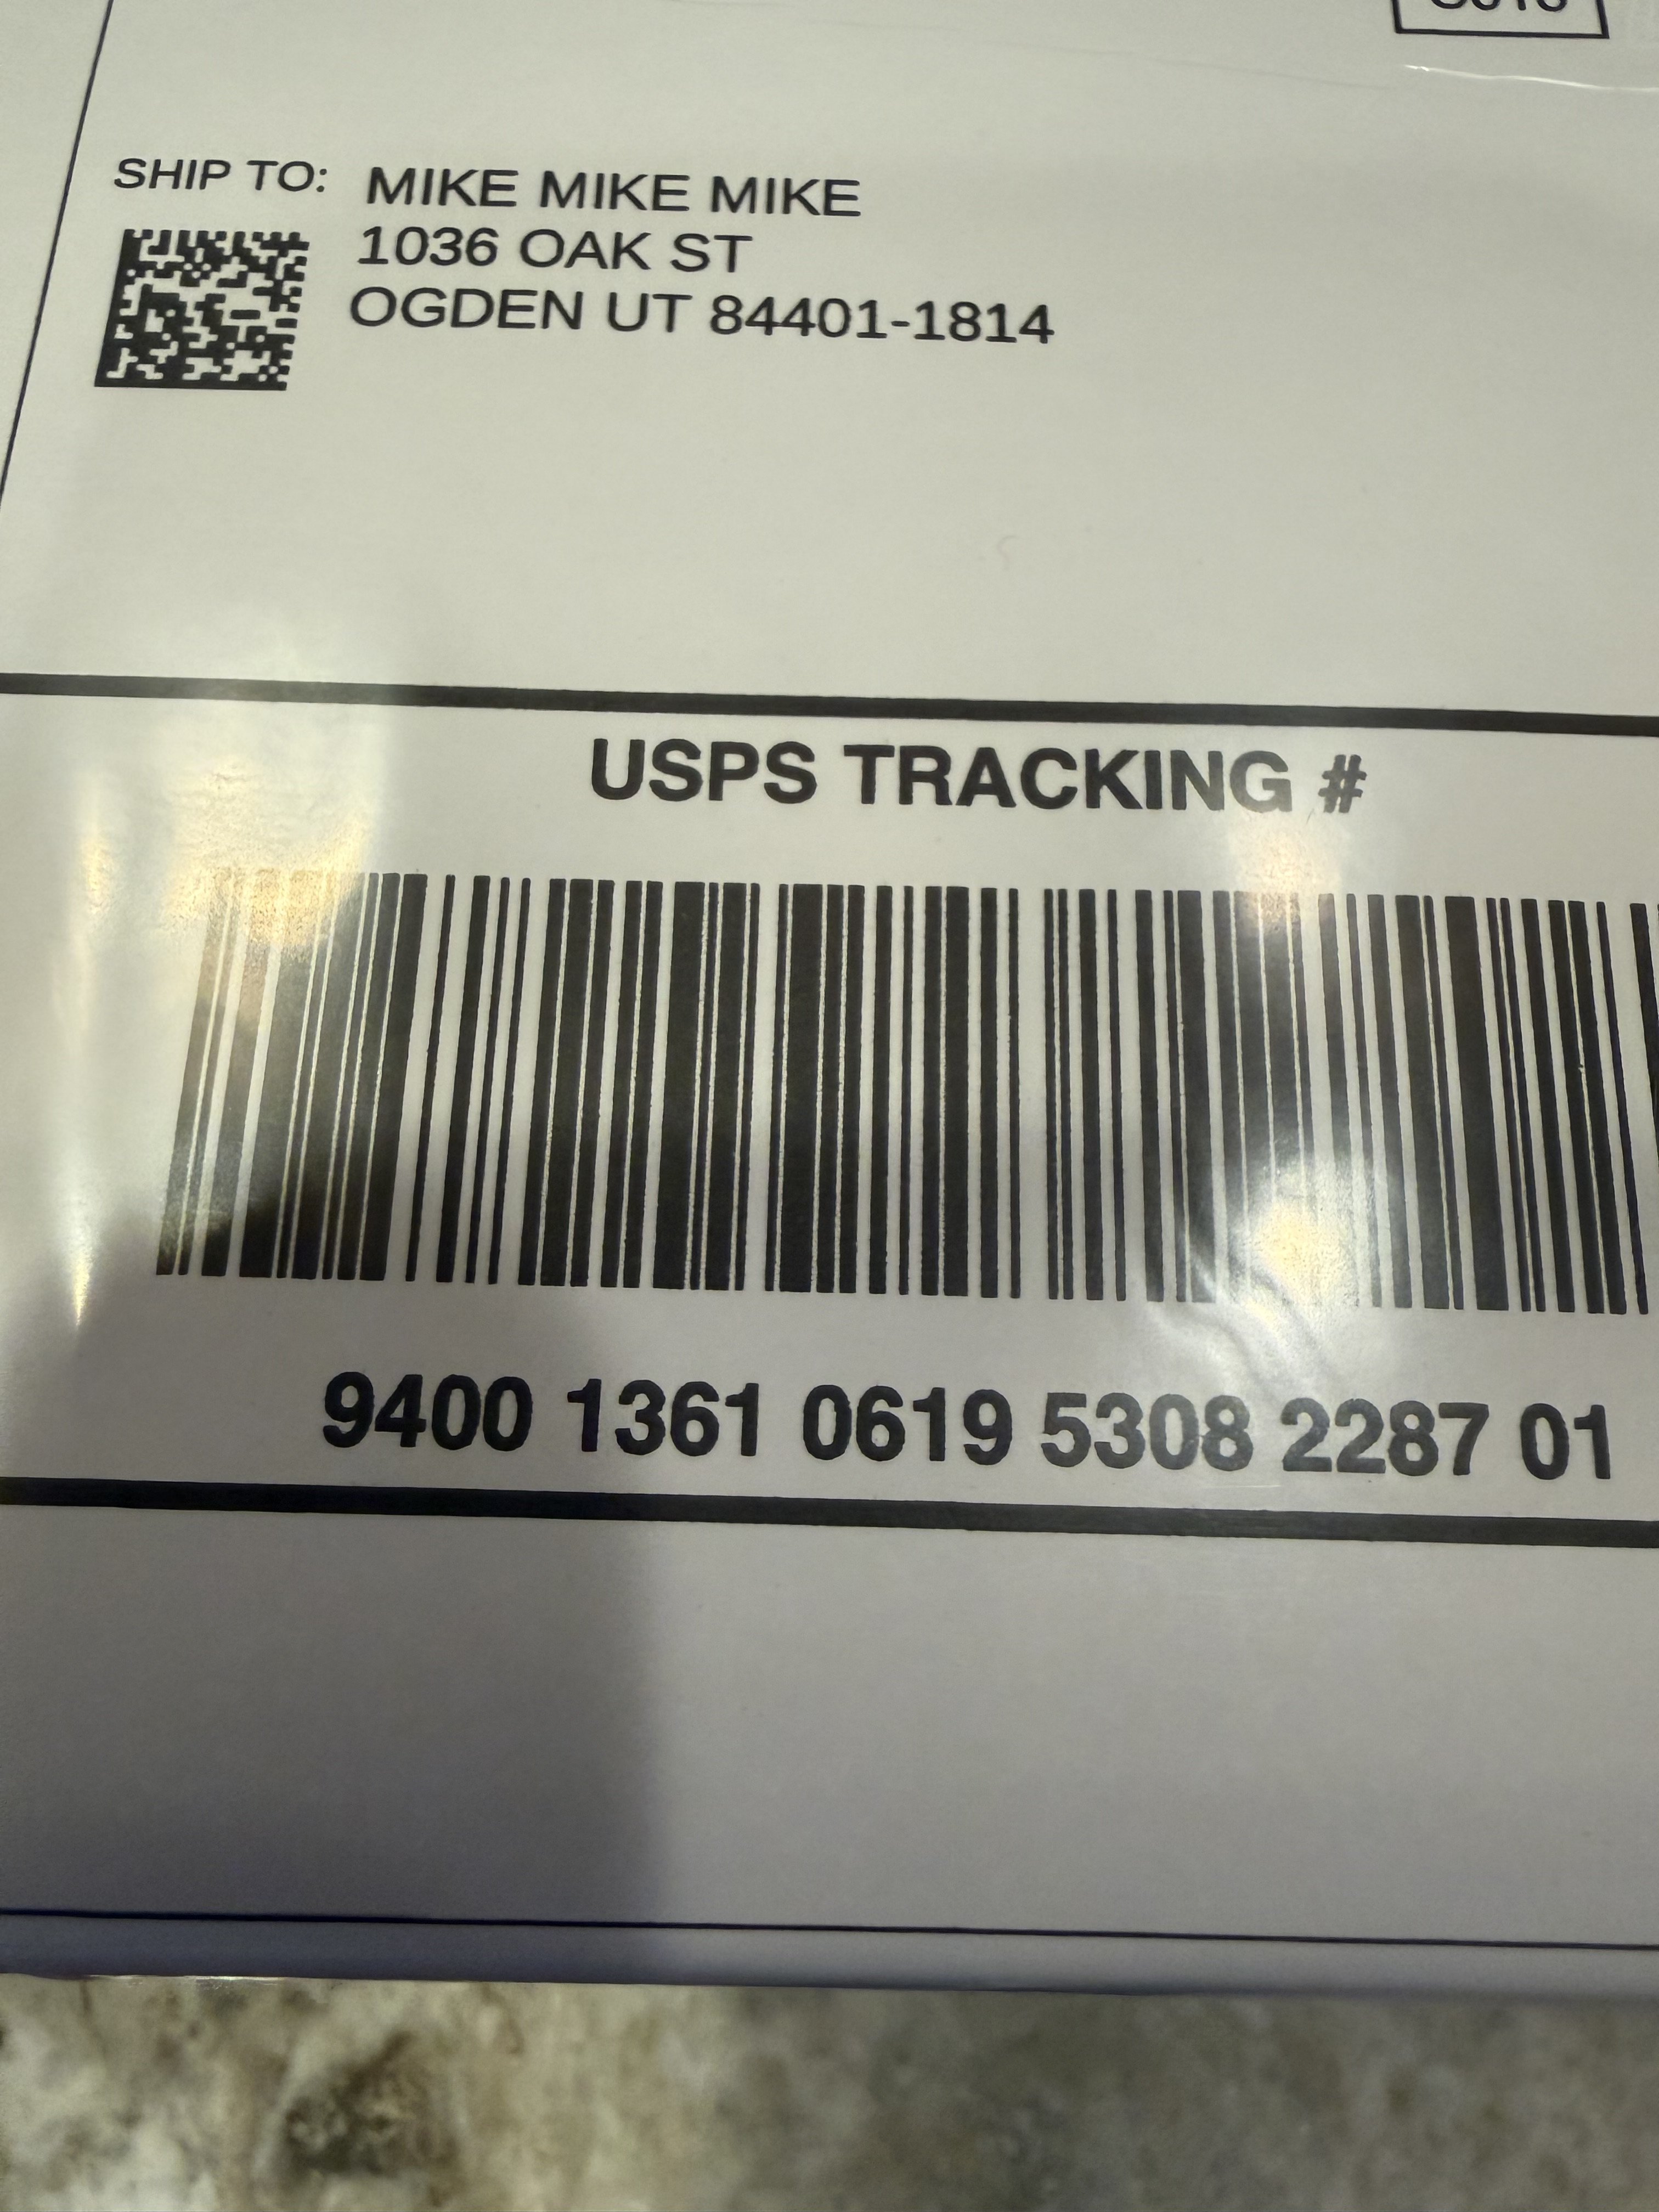 SHIP TO: MIKE MIKE MIKE
1036 OAK ST
OGDEN UT 84401-1814
USPS TRACKING #
9400 1361 0619 5308 2287 01